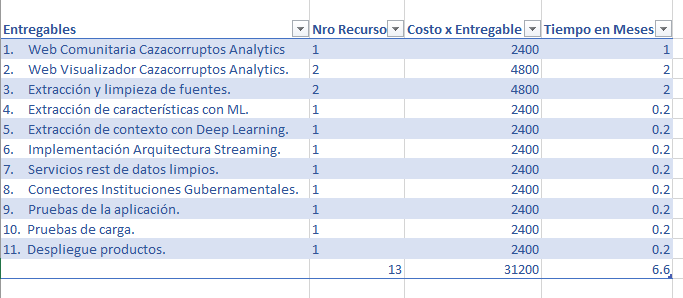 Entregables Nro Recurso Costo x Entregable Tiempo en Meses
1. Web Comunitaria Cazacorruptos Analytics 1 2400 1
2. Web Visualizador Cazacorruptos Analytics. 2 4800 2
3. Extracción y limpieza de fuentes. 2 4800 2
4. Extracción de características con ML. 1 2400 0.2
5. Extracción de contexto con Deep Learning. 1 2400 0.2
6. Implementación Arquitectura Streaming. 1 2400 0.2
7. Servicios rest de datos limpios. 1 2400 0.2
8. Conectores Instituciones Gubernamentales. 1 2400 0.2
9. Pruebas de la aplicación. 1 2400 0.2
10. Pruebas de carga. 1 2400 0.2
11. Despliegue productos. 1 2400 0.2
13 31200 6.6